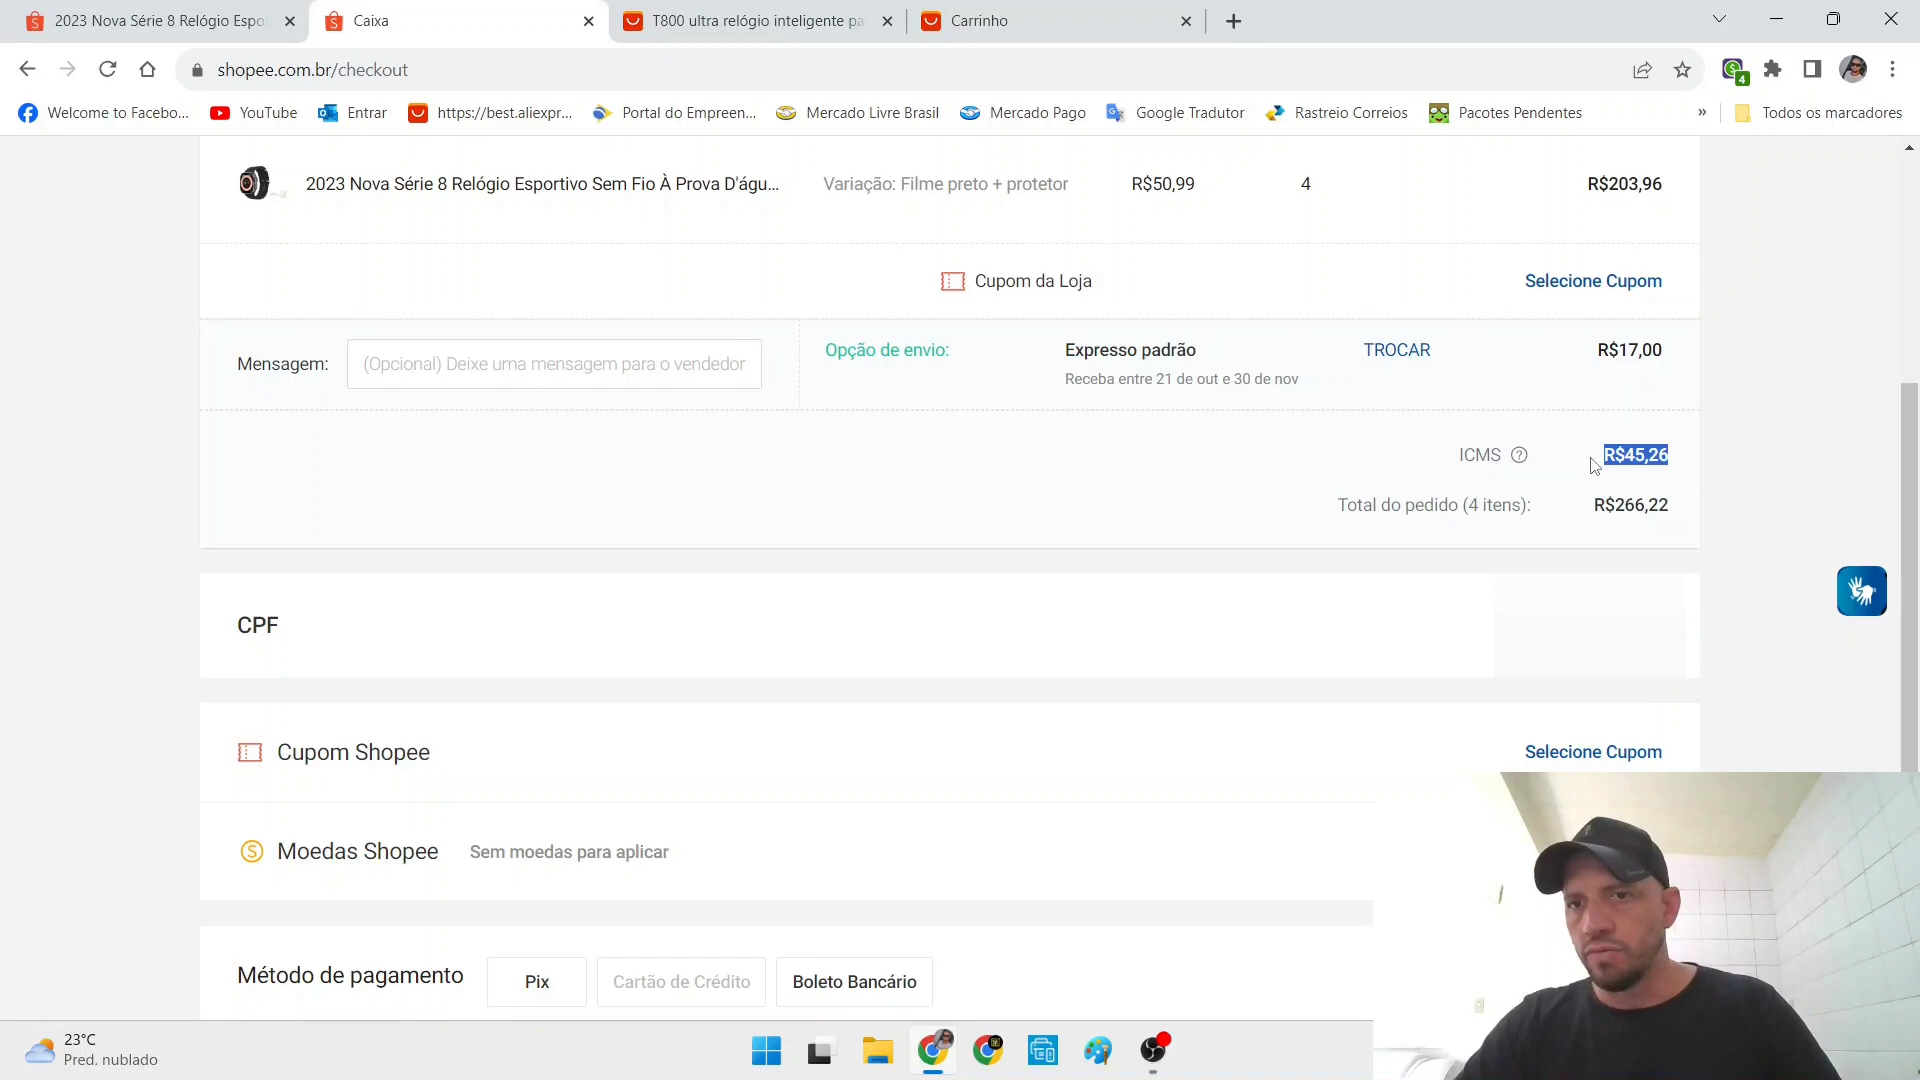 2023 Nova Série 8 Relógio Espo
Caixa
T800 ultra relógio inteligente pa
Carrinho
shopee.com.br/checkout
4
Welcome to Facebo...
YouTube
Entrar
https://best.aliexpr...
Portal do Empreen...
Mercado Livre Brasil
Mercado Pago
Google Tradutor
Rastreio Correios
Pacotes Pendentes
»
Todos os marcadores
2023 Nova Série 8 Relógio Esportivo Sem Fio À Prova D'águ...
Variação: Filme preto + protetor
R$50,99
4
R$203,96
Cupom da Loja
Selecione Cupom
Mensagem:
(Opcional) Deixe uma mensagem para o vendedor
Opção de envio:
Expresso padrão
Receba entre 21 de out e 30 de nov
TROCAR
R$17,00
ICMS
R$45,26
Total do pedido (4 itens):
R$266,22
CPF
Cupom Shopee
Selecione Cupom
Moedas Shopee
Sem moedas para aplicar
Método de pagamento
Pix
Cartão de Crédito
Boleto Bancário
23°C
Pred. nublado